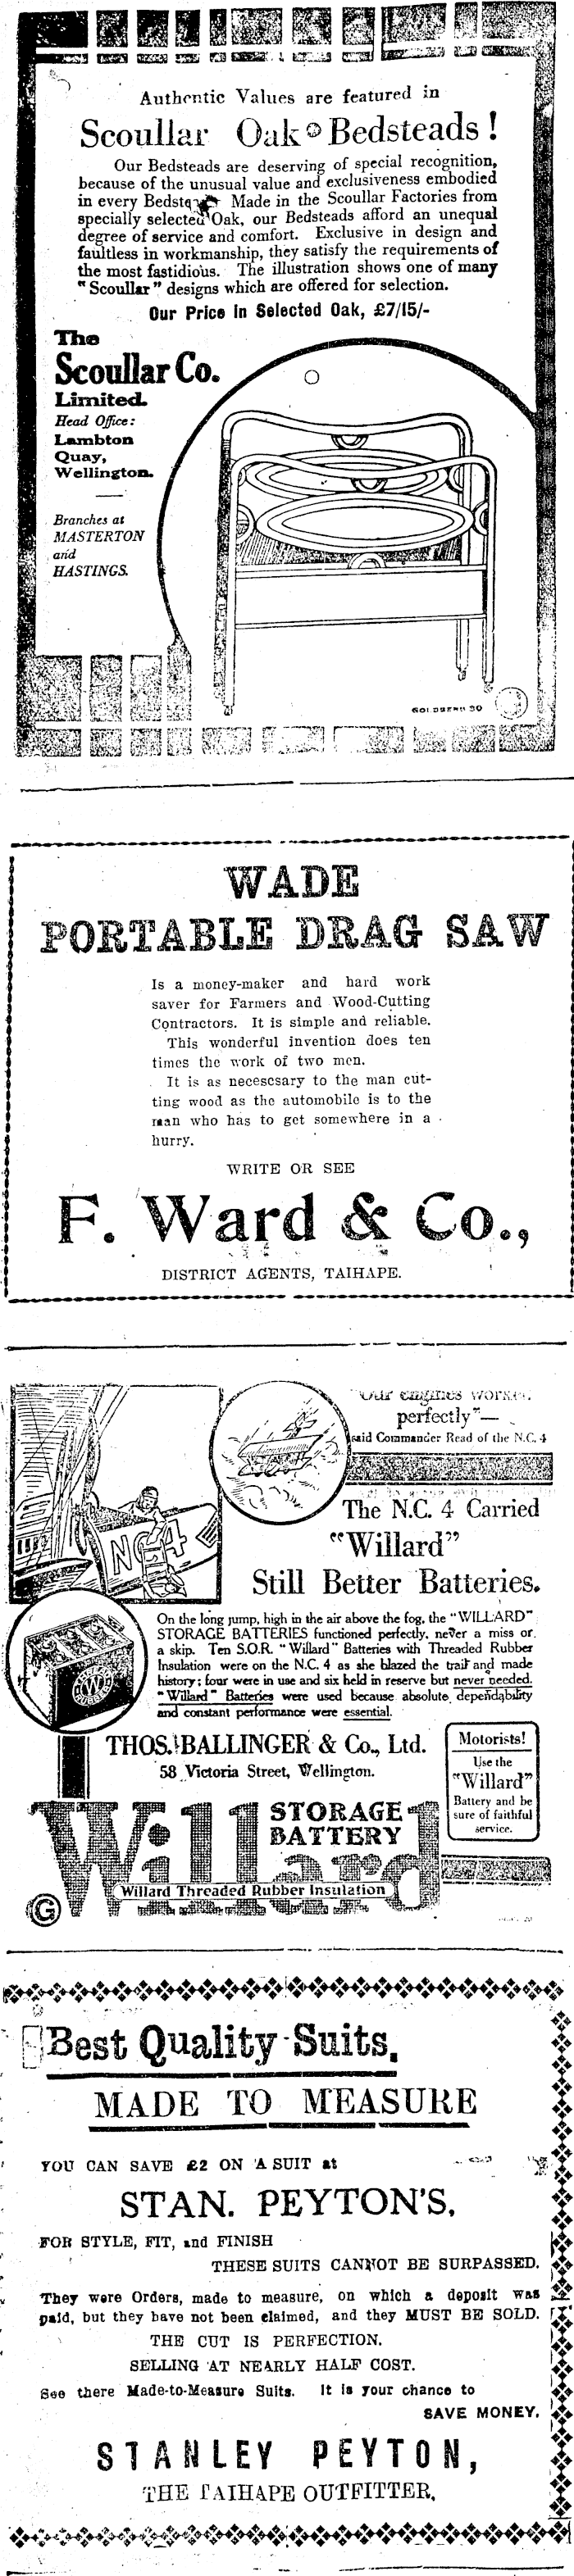 Authentic Values are featured in
Scoullar Oak Bedsteads!
Our Bedsteads are deserving of special recognition,
because of the unusual value and exclusiveness embodied
in every Made in the Scoullar Factories from
specially selected Oak, our Bedsteads afford an unequal
degree of service and comfort. Exclusive in design and
faultless in workmanship, they satisfy the requirements of
the most fastidious. The illustration shows one of many
"Scoullar" designs which are offered for selection.
Our Price in Selected Oak, £7/15/-
The
Scoullar Co.
Limited.
Head Office:
Lambton
Quay,
Wellington.
Branches at
MASTERTON
and
HASTINGS.
GOLDBERG 30
WADE
PORTABLE DRAG SAW
Is a money-maker and hard work
saver for Farmers and Wood-Cutting
Contractors. It is simple and reliable.
This wonderful invention does ten
times the work of two men.
It is as necescsary to the man cut-
ting wood as the automobile is to the
man who has to get somewhere in a
hurry.
WRITE OR SEE
F. Ward & Co.,
DISTRICT AGENTS, TAIHAPE.
"Our engines worked
perfectly"—
said Commander Read of the N.C. 4
The N.C. 4 Carried
"Willard"
Still Better Batteries.
NC 4
On the long jump, high in the air above the fog, the "WILLARD"
STORAGE BATTERIES functioned perfectly, never a miss or
a skip. Ten S.O.R. "Willard" Batteries with Threaded Rubber
Insulation were on the N.C. 4 as she blazed the trail and made
history; four were in use and six held in reserve but never needed.
"Willard" Batteries were used because absolute dependability
and constant performance were essential.
THOS. BALLINGER & Co., Ltd.
58 Victoria Street, Wellington.
Motorists!
Use the
"Willard"
Battery and be
sure of faithful
service.
Willard
STORAGE
BATTERY
Willard Threaded Rubber Insulation
G
Best Quality Suits.
MADE TO MEASURE
YOU CAN SAVE £2 ON A SUIT at
STAN. PEYTON'S,
FOR STYLE, FIT, and FINISH
THESE SUITS CANNOT BE SURPASSED.
They were Orders, made to measure, on which a deposit was
paid, but they have not been claimed, and they MUST BE SOLD.
THE CUT IS PERFECTION.
SELLING AT NEARLY HALF COST.
See there Made-to-Measure Suits. It is your chance to
SAVE MONEY.
STANLEY PEYTON,
THE TAIHAPE OUTFITTER.